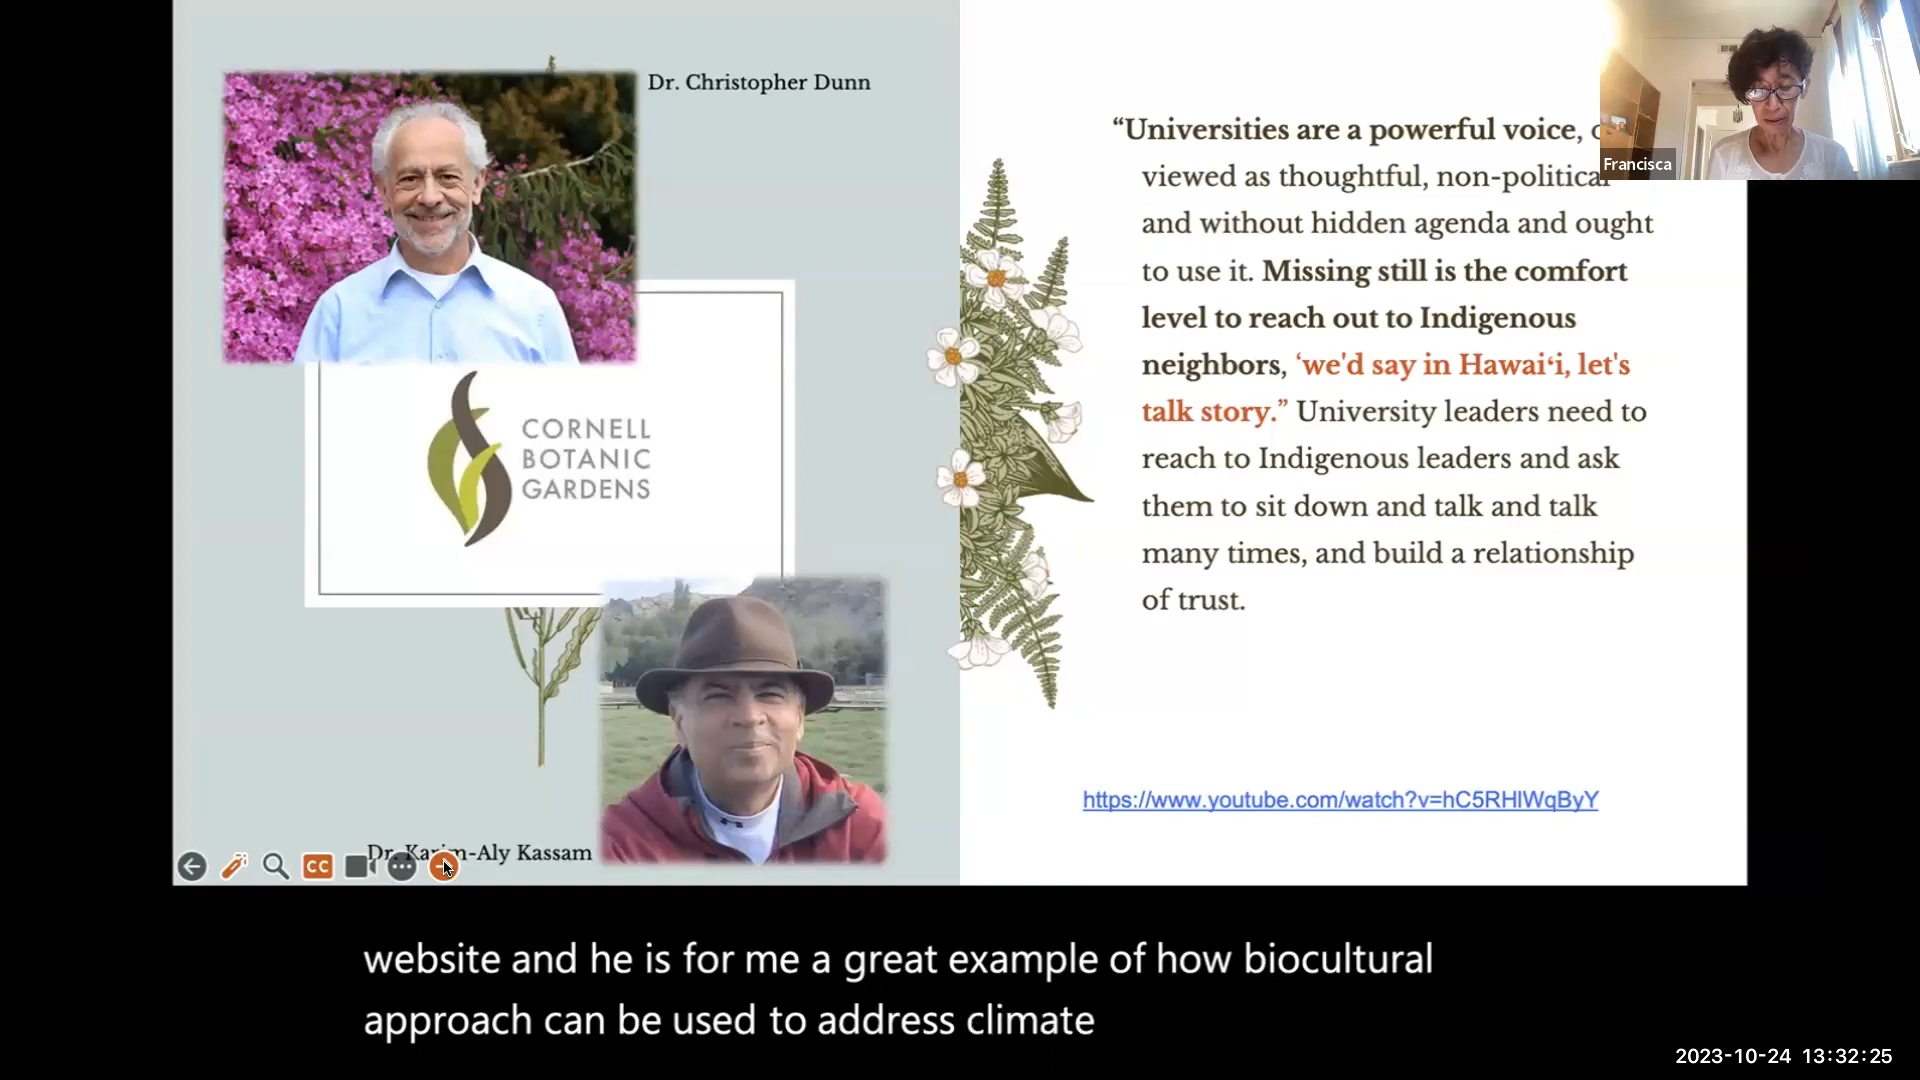 Dr. Christopher Dunn
CORNELL
BOTANIC
GARDENS
Dr. Karim-Aly Kassam
CC
“Universities are a powerful voice,
viewed as thoughtful, non-political
and without hidden agenda and ought
to use it. Missing still is the comfort
level to reach out to Indigenous
neighbors, ‘we'd say in Hawaiʻi, let's
talk story.” University leaders need to
reach to Indigenous leaders and ask
them to sit down and talk and talk
many times, and build a relationship
of trust.
https://www.youtube.com/watch?v=hC5RHlWqByY
Francisca
website and he is for me a great example of how biocultural
approach can be used to address climate
2023-10-24 13:32:25